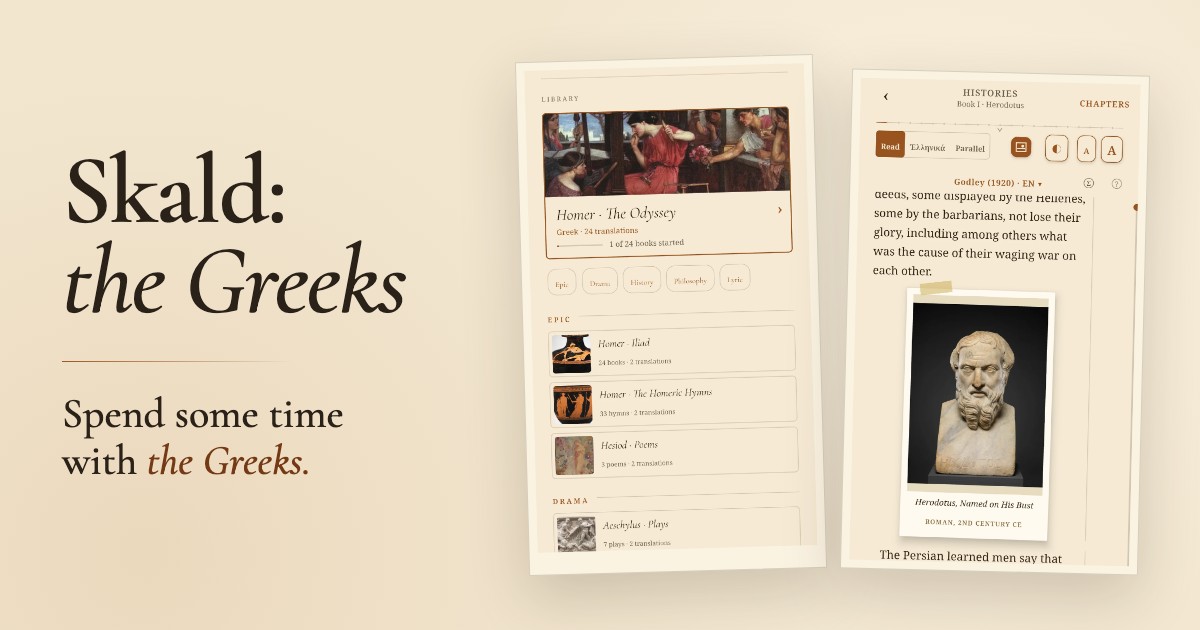 Skald:
the Greeks
Spend some time
with the Greeks.
LIBRARY
Homer · The Odyssey
›
Greek · 24 translations
1 of 24 books started
Epic
Drama
History
Philosophy
Lyric
EPIC
Homer · Iliad
24 books · 2 translations
Homer · The Homeric Hymns
33 hymns · 2 translations
Hesiod · Poems
3 poems · 2 translations
DRAMA
Aeschylus · Plays
7 plays · 2 translations
‹
HISTORIES
Book I · Herodotus
CHAPTERS
Read
Ἑλληνικά
Parallel
A
A
Godley (1920) · EN ▾
Σ
?
deeds, some displayed by the Hellenes,
some by the barbarians, not lose their
glory, including among others what
was the cause of their waging war on
each other.
Herodotus, Named on His Bust
ROMAN, 2ND CENTURY CE
The Persian learned men say that